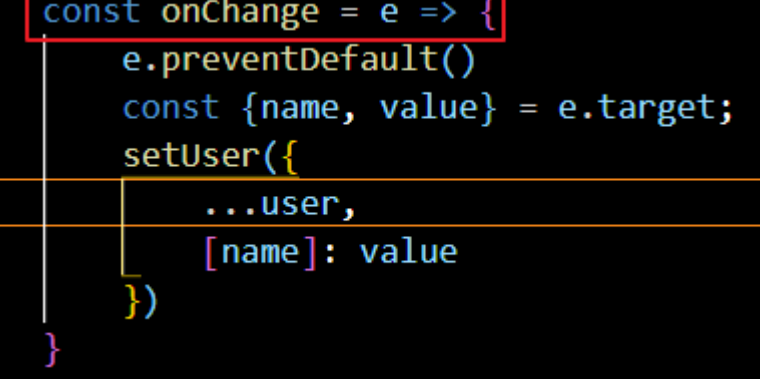 const onChange = e => {
e.preventDefault()
const {name, value} = e.target;
setUser({
...user,
[name]: value
})
}